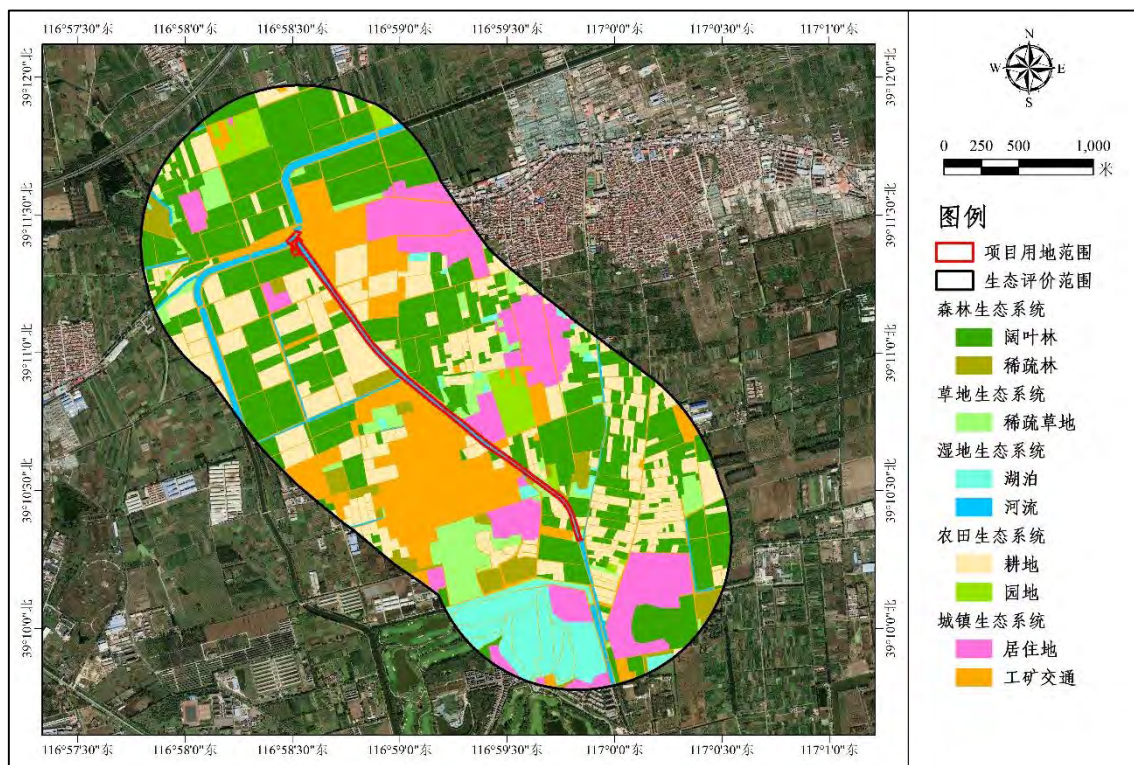 116°57'30"东 116°58'0"东 116°58'30"东 116°59'0"东 116°59'30"东 117°0'0"东 117°0'30"东 117°1'0"东
39°12'0"北 39°12'0"北
39°11'30"北 39°11'30"北
39°11'0"北 39°11'0"北
39°10'30"北 39°10'30"北
39°10'0"北 39°10'0"北
116°57'30"东 116°58'0"东 116°58'30"东 116°59'0"东 116°59'30"东 117°0'0"东 117°0'30"东 117°1'0"东
N
W E
S
0 250 500 1,000
米
图例
项目用地范围
生态评价范围
森林生态系统
阔叶林
稀疏林
草地生态系统
稀疏草地
湿地生态系统
湖泊
河流
农田生态系统
耕地
园地
城镇生态系统
居住地
工矿交通